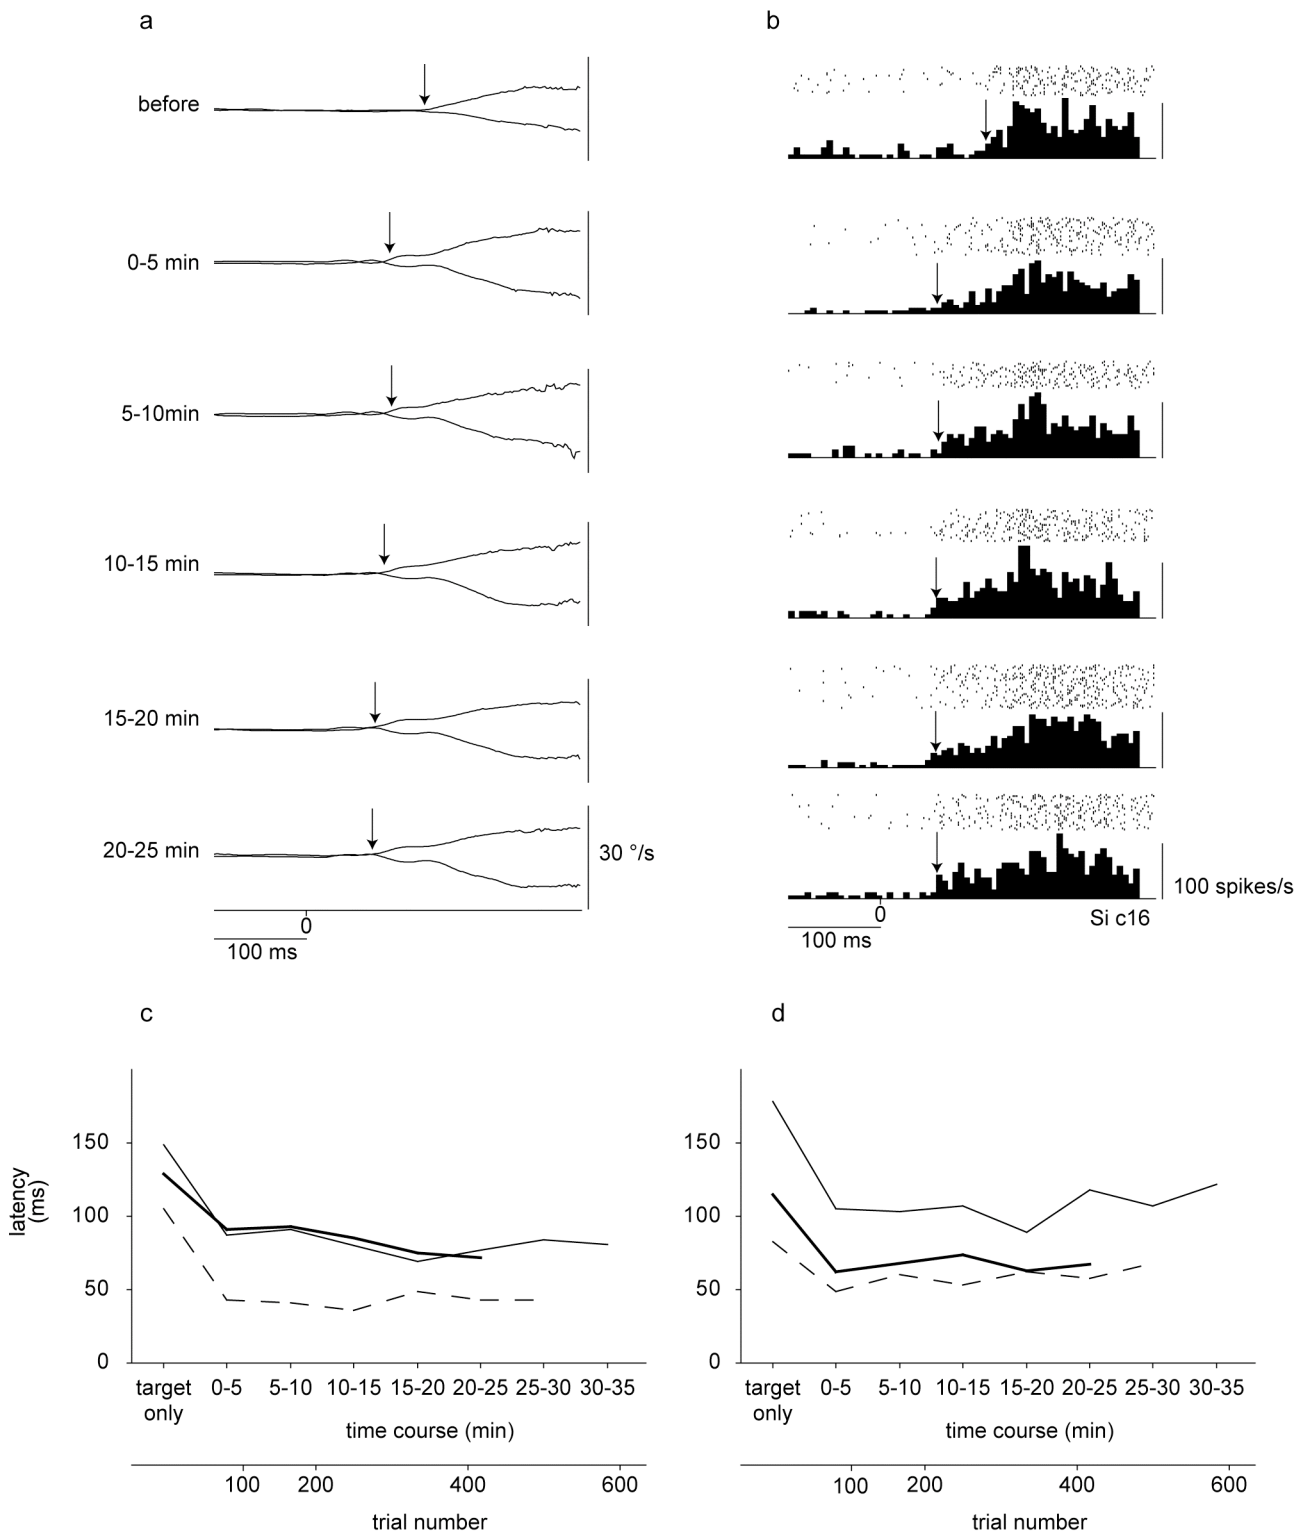 a
b
before
0-5 min
5-10min
10-15 min
15-20 min
20-25 min
30 °/s
100 spikes/s
0
100 ms
0
Si c16
100 ms
c
d
latency
(ms)
150
100
50
0
target
only
0-5
5-10
10-15
15-20
20-25
25-30
30-35
time course (min)
100
200
400
600
trial number
150
100
50
0
target
only
0-5
5-10
10-15
15-20
20-25
25-30
30-35
time course (min)
100
200
400
600
trial number